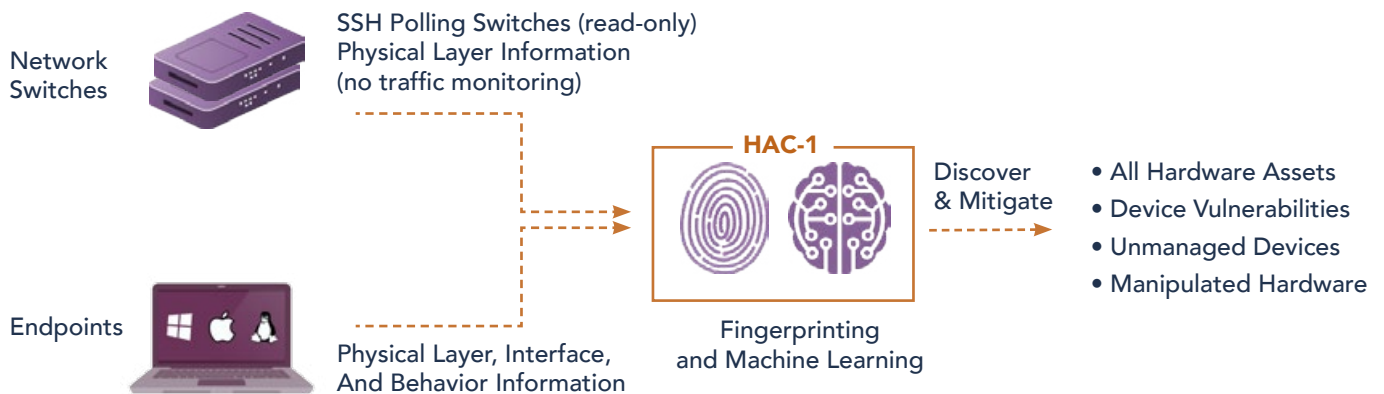 Network
Switches
SSH Polling Switches (read-only)
Physical Layer Information
(no traffic monitoring)
Endpoints
Physical Layer, Interface,
And Behavior Information
HAC-1
Fingerprinting
and Machine Learning
Discover
& Mitigate
• All Hardware Assets
• Device Vulnerabilities
• Unmanaged Devices
• Manipulated Hardware